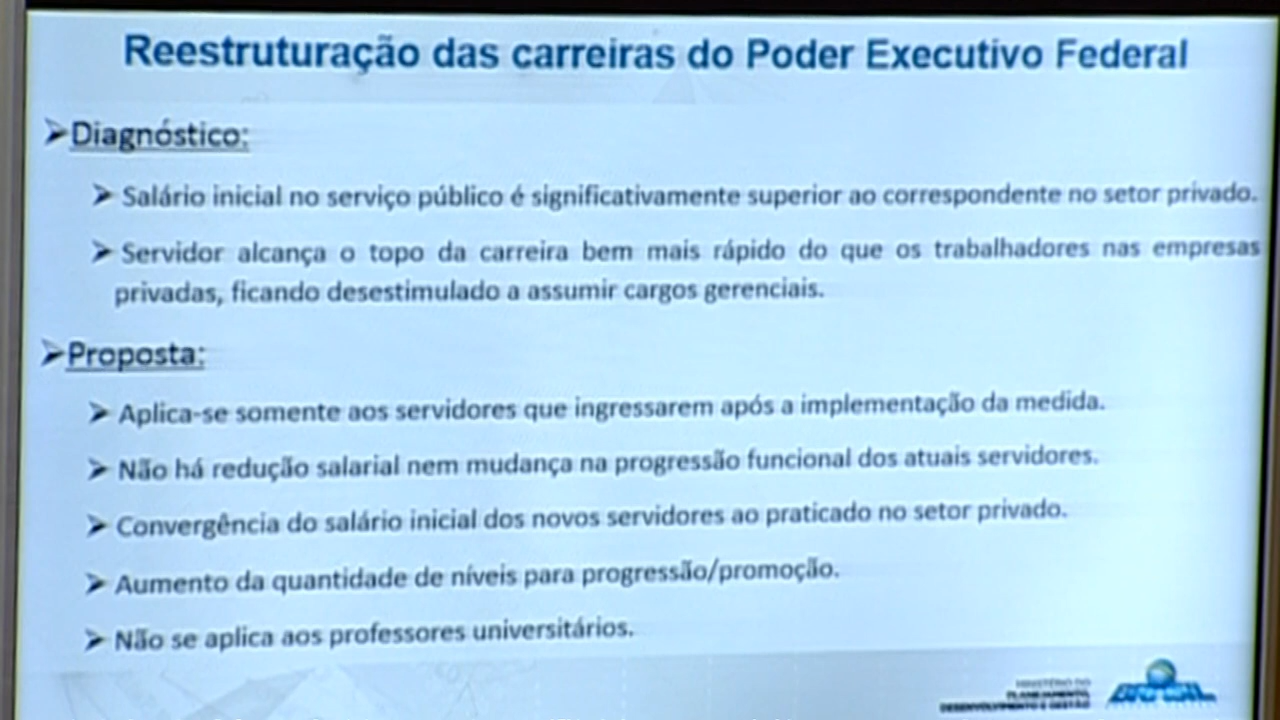 Reestruturação das carreiras do Poder Executivo Federal
➢Diagnóstico:
➢ Salário inicial no serviço público é significativamente superior ao correspondente no setor privado.
➢ Servidor alcança o topo da carreira bem mais rápido do que os trabalhadores nas empresas
privadas, ficando desestimulado a assumir cargos gerenciais.
➢Proposta:
➢ Aplica-se somente aos servidores que ingressarem após a implementação da medida.
➢ Não há redução salarial nem mudança na progressão funcional dos atuais servidores.
➢ Convergência do salário inicial dos novos servidores ao praticado no setor privado.
➢ Aumento da quantidade de níveis para progressão/promoção.
➢ Não se aplica aos professores universitários.
MINISTÉRIO DO
PLANEJAMENTO,
DESENVOLVIMENTO E GESTÃO